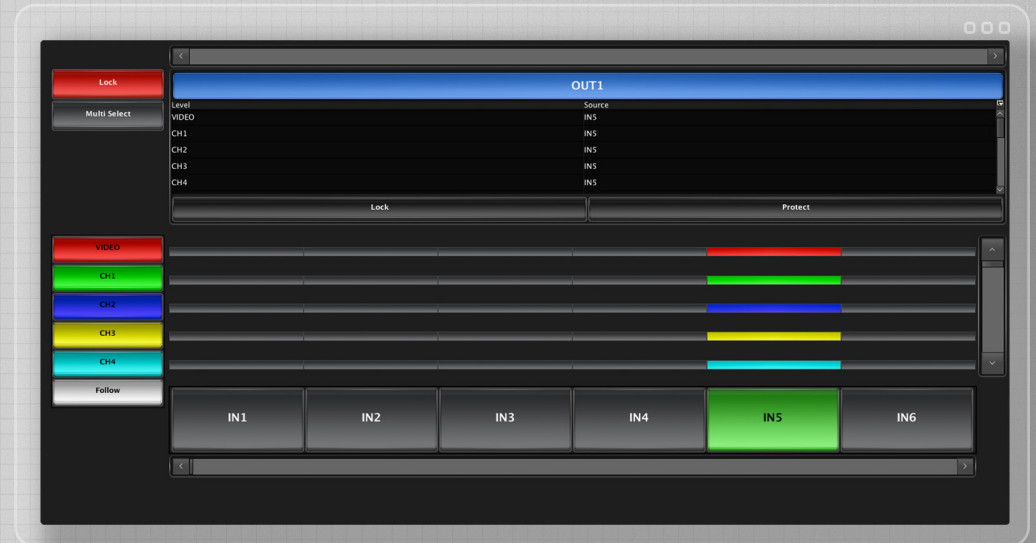 Lock
Multi Select
OUT1
Level Source
VIDEO IN5
CH1 IN5
CH2 IN5
CH3 IN5
CH4 IN5
Lock Protect
VIDEO
CH1
CH2
CH3
CH4
Follow
IN1 IN2 IN3 IN4 IN5 IN6